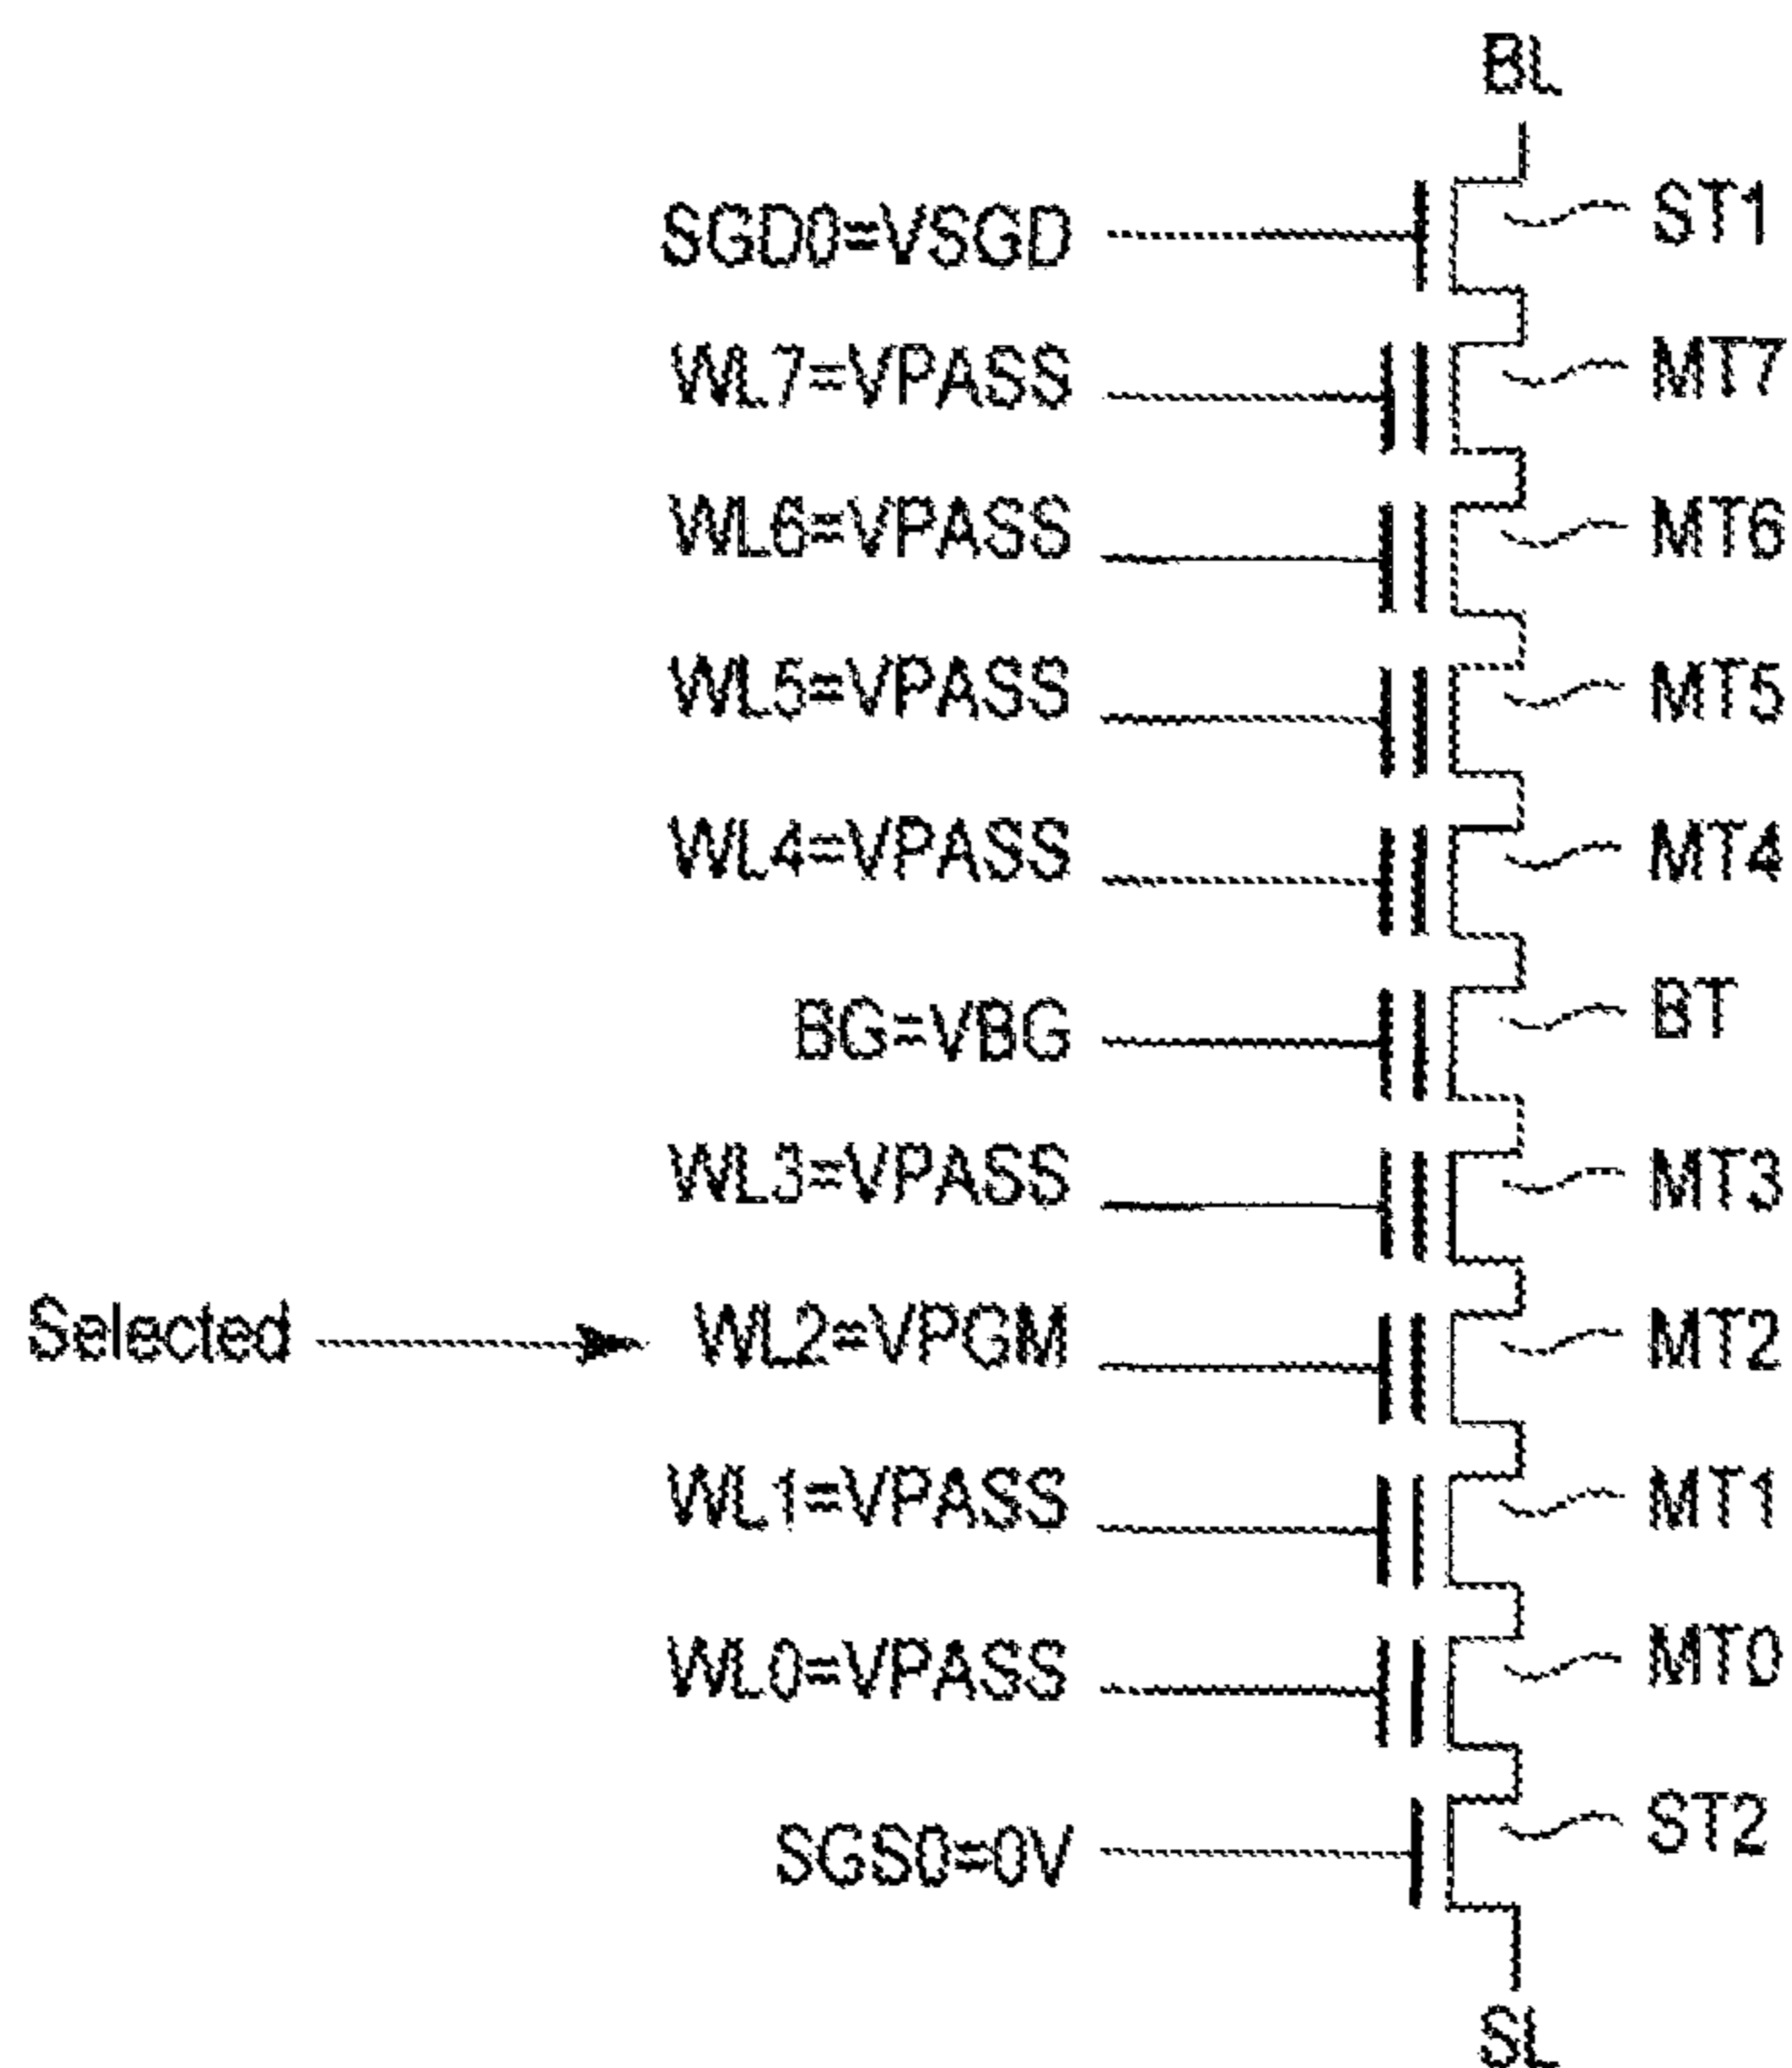 BL
SGD0=VSGD ST1
WL7=VPASS MT7
WL6=VPASS MT6
WL5=VPASS MT5
WL4=VPASS MT4
BG=VBG BT
WL3=VPASS MT3
Selected WL2=VPGM MT2
WL1=VPASS MT1
WL0=VPASS MT0
SGS0=0V ST2
SL